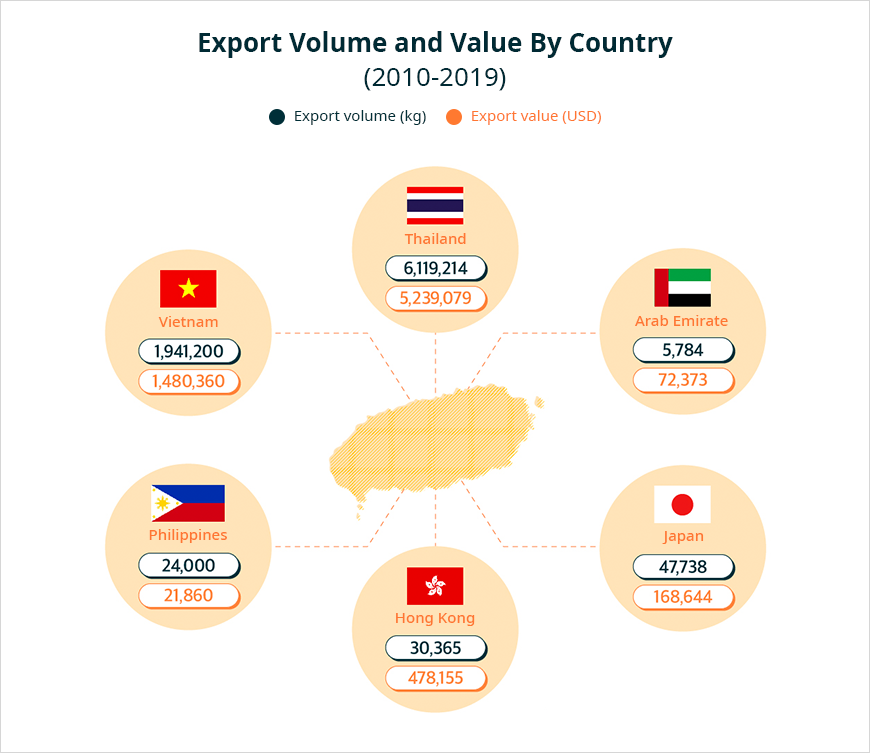 Export Volume and Value By Country
(2010-2019)
Export volume (kg) Export value (USD)
Thailand
6,119,214
5,239,079
Vietnam
1,941,200
1,480,360
Arab Emirate
5,784
72,373
Philippines
24,000
21,860
Japan
47,738
168,644
Hong Kong
30,365
478,155